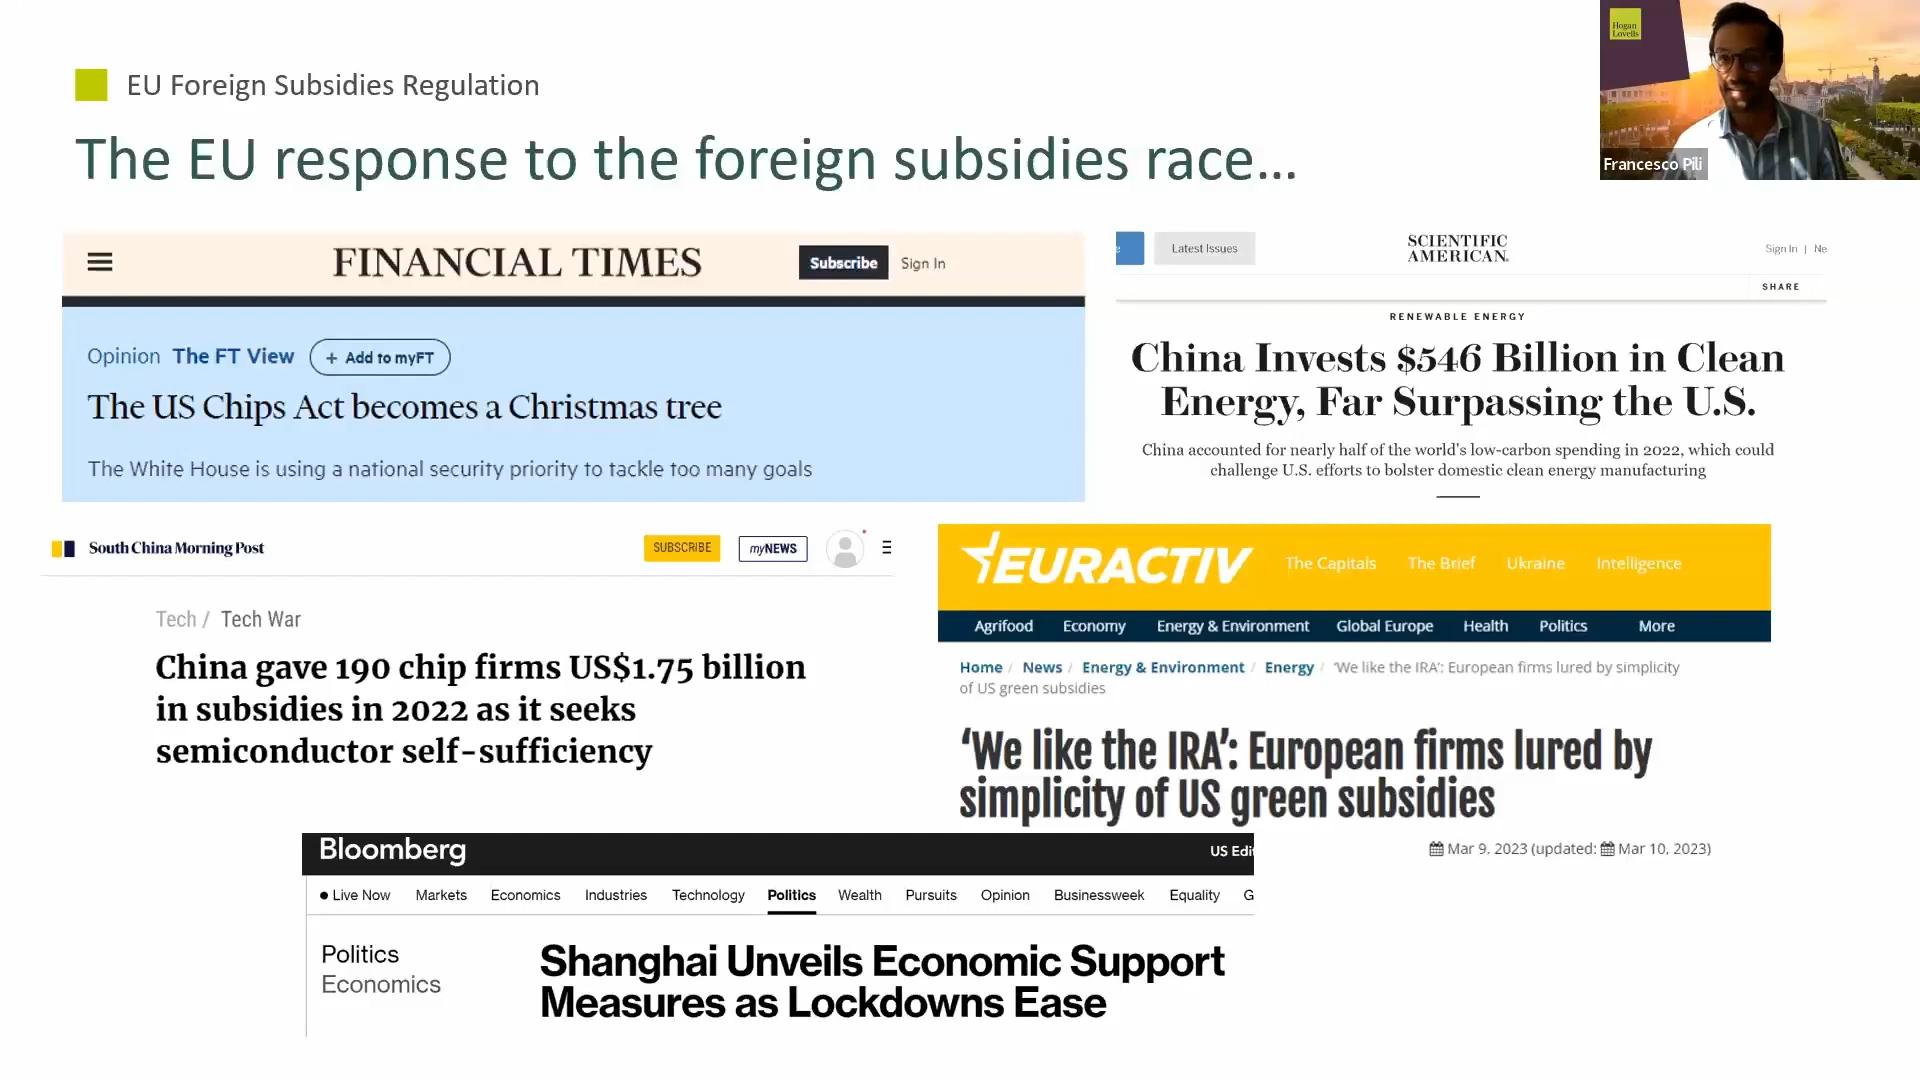 EU Foreign Subsidies Regulation
The EU response to the foreign subsidies race...
Hogan
Lovells
Francesco Pili
FINANCIAL TIMES
Subscribe
Sign In
Opinion The FT View + Add to myFT
The US Chips Act becomes a Christmas tree
The White House is using a national security priority to tackle too many goals
Latest Issues
SCIENTIFIC
AMERICAN
Sign In | Ne
SHARE
RENEWABLE ENERGY
China Invests $546 Billion in Clean
Energy, Far Surpassing the U.S.
China accounted for nearly half of the world's low-carbon spending in 2022, which could
challenge U.S. efforts to bolster domestic clean energy manufacturing
South China Morning Post
SUBSCRIBE
myNEWS
Tech / Tech War
China gave 190 chip firms US$1.75 billion
in subsidies in 2022 as it seeks
semiconductor self-sufficiency
EURACTIV
The Capitals The Brief Ukraine Intelligence
Agrifood Economy Energy & Environment Global Europe Health Politics More
Home / News / Energy & Environment / Energy / ‘We like the IRA’: European firms lured by simplicity
of US green subsidies
‘We like the IRA’: European firms lured by
simplicity of US green subsidies
Mar 9, 2023 (updated: Mar 10, 2023)
Bloomberg
US Edi
Live Now Markets Economics Industries Technology Politics Wealth Pursuits Opinion Businessweek Equality G
Politics
Economics
Shanghai Unveils Economic Support
Measures as Lockdowns Ease